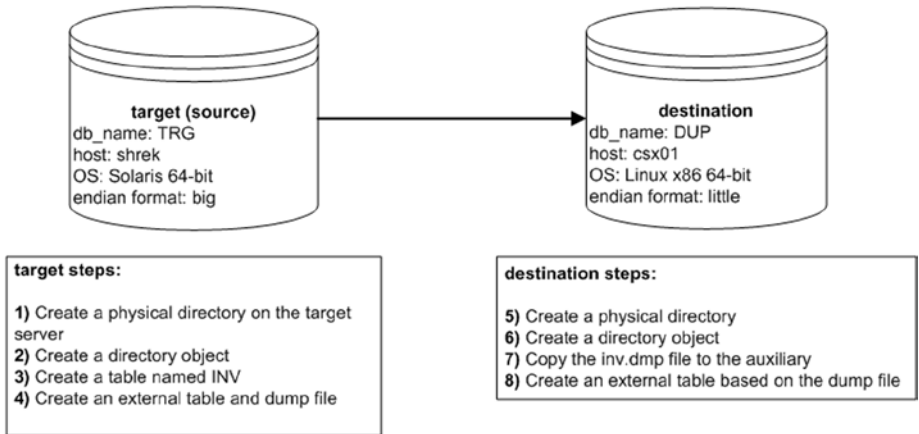 target (source)
db_name: TRG
host: shrek
OS: Solaris 64-bit
endian format: big
destination
db_name: DUP
host: csx01
OS: Linux x86 64-bit
endian format: little
target steps:
1) Create a physical directory on the target
server
2) Create a directory object
3) Create a table named INV
4) Create an external table and dump file
destination steps:
5) Create a physical directory
6) Create a directory object
7) Copy the inv.dmp file to the auxiliary
8) Create an external table based on the dump file